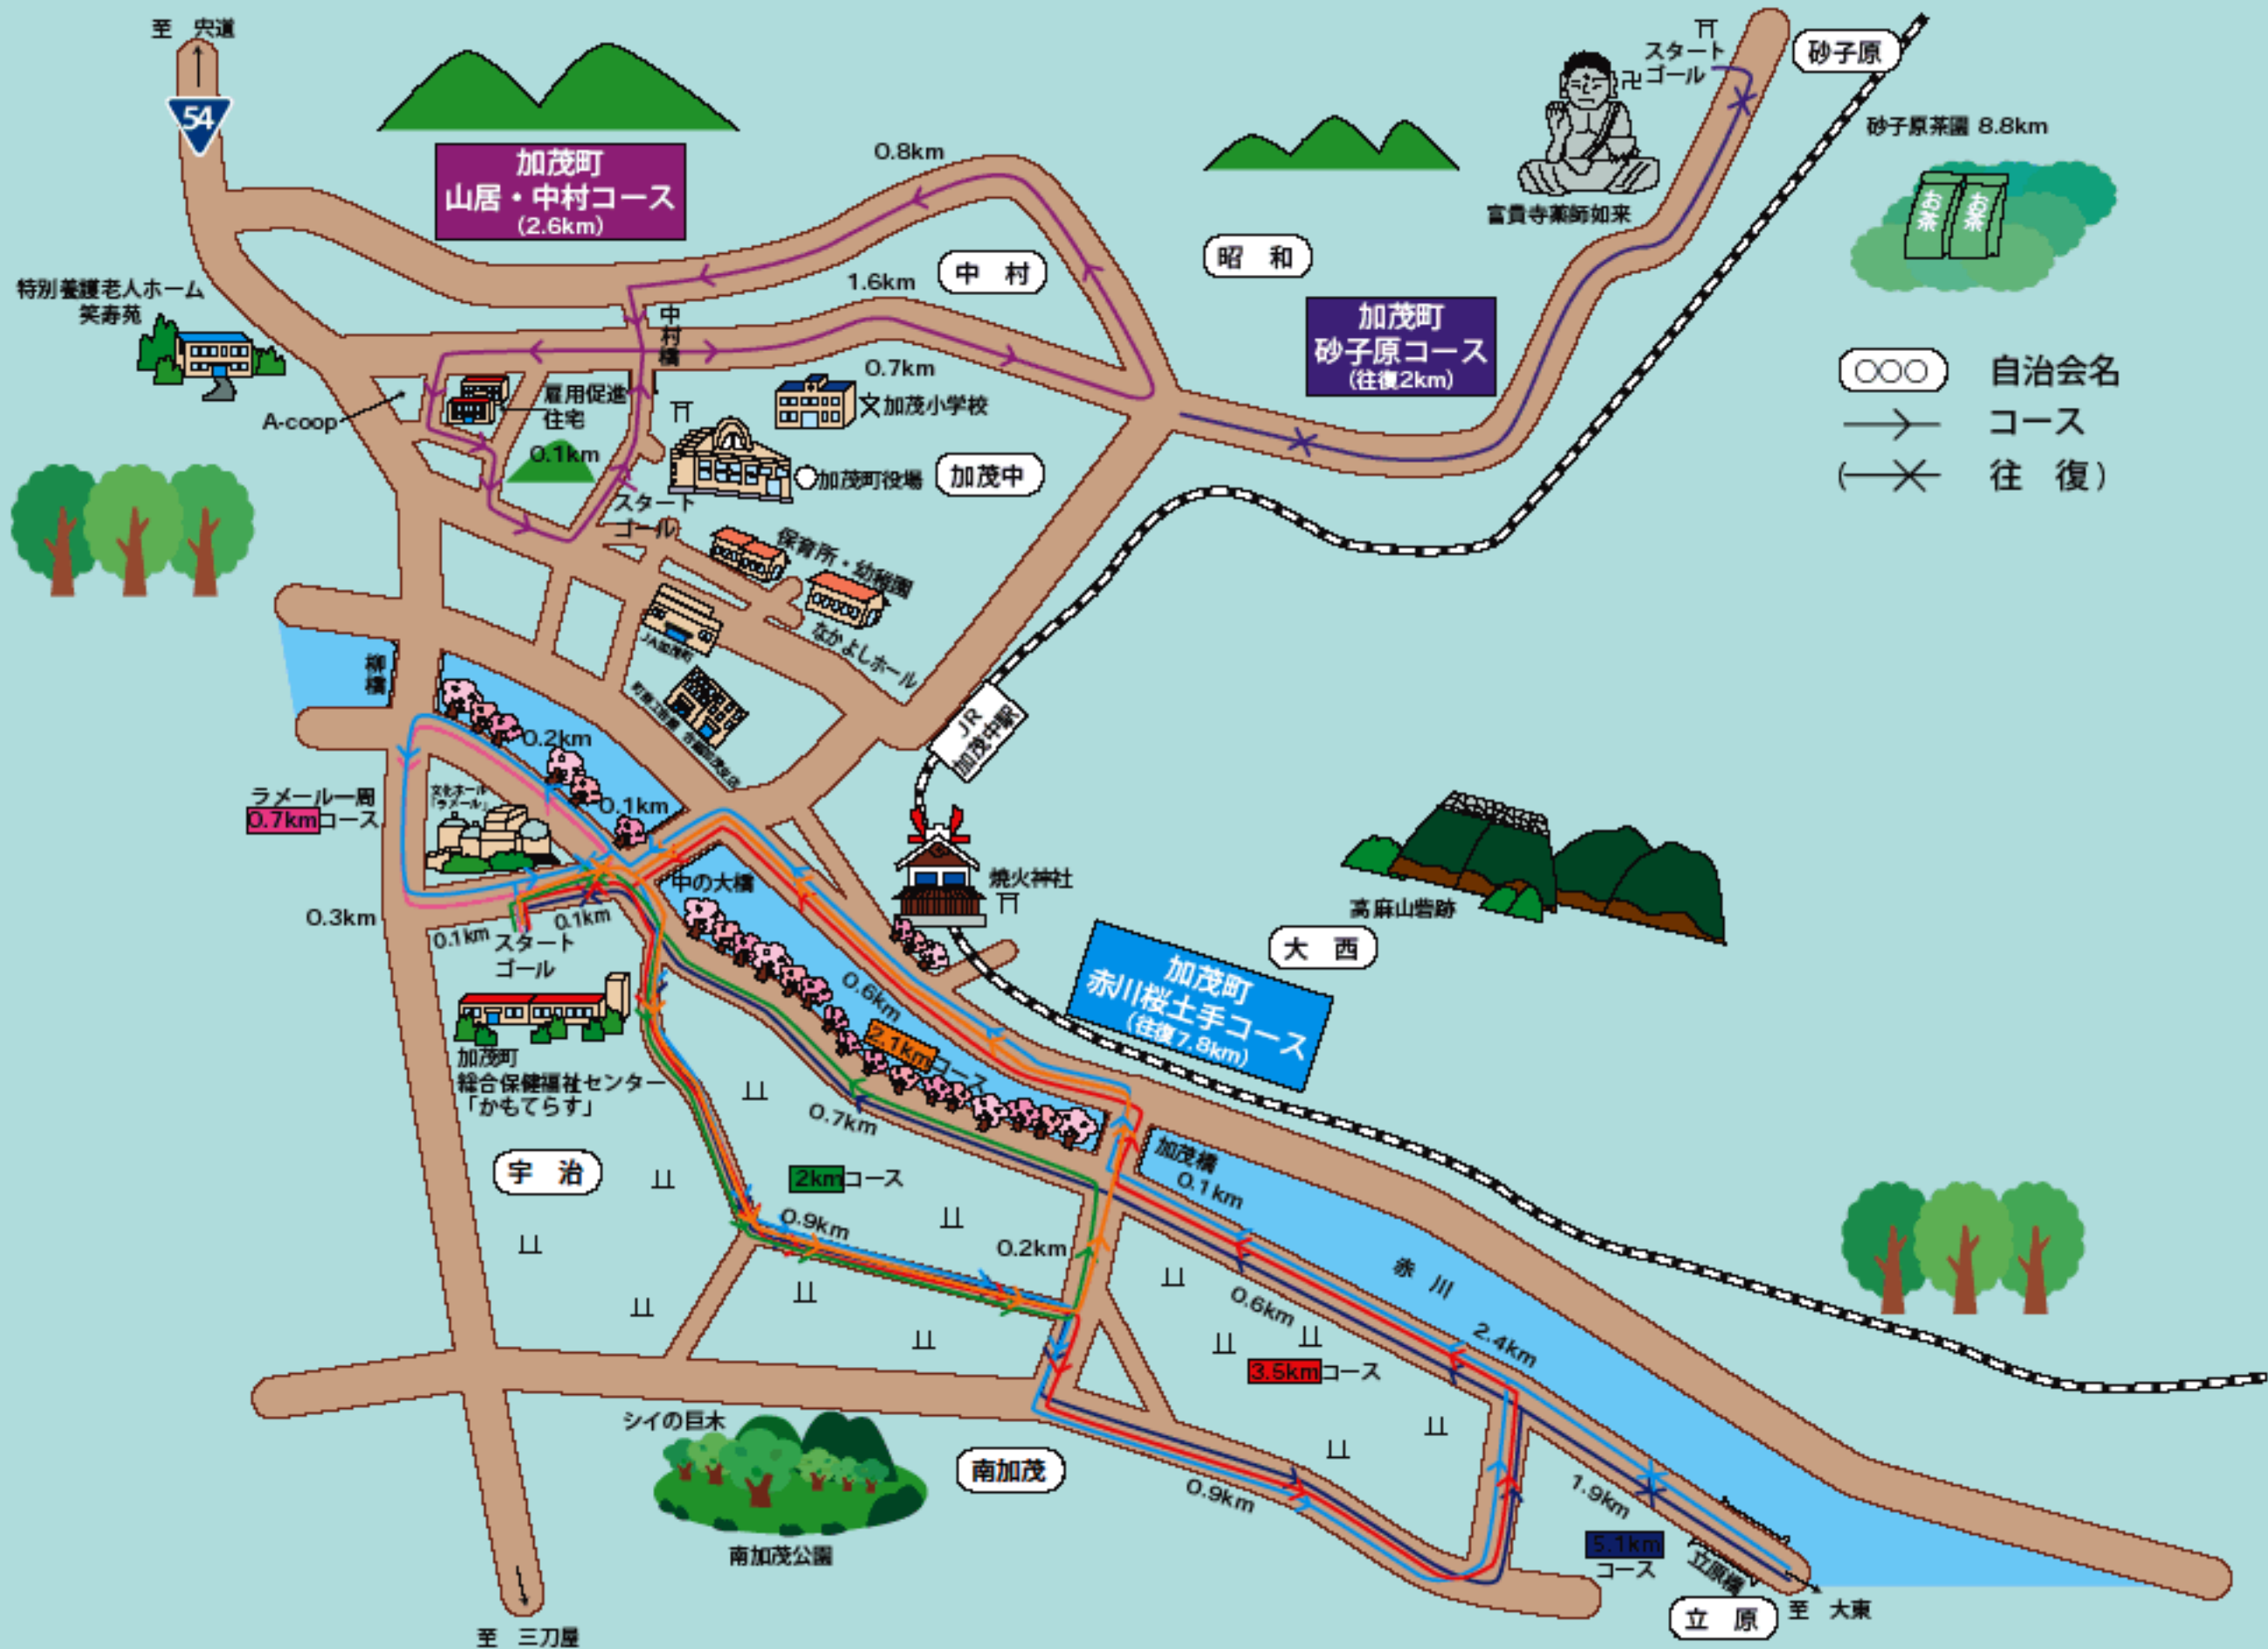 至 宍道
54
加茂町
山居・中村コース
(2.6km)
0.8km
スタート
ゴール
砂子原
砂子原茶園 8.8km
お茶
お茶
富貴寺薬師如来
中 村
昭 和
1.6km
特別養護老人ホーム
笑寿苑
中村橋
加茂町
砂子原コース
(往復2km)
○○○ 自治会名
コース
(往 復)
0.7km
雇用促進
住宅
文加茂小学校
A-coop
0.1km
加茂町役場
加茂中
スタート
ゴール
保育所・幼稚園
なかよしホール
JA加茂町
柳橋
JR
加茂中駅
0.2km
0.1km
文化ホール
「ラメール」
ラメール一周
0.7kmコース
中の大橋
焼火神社
高麻山砦跡
0.3km
0.1km
0.1km
スタート
ゴール
大 西
加茂町
赤川桜土手コース
(往復7.8km)
0.6km
2.1kmコース
加茂町
総合保健福祉センター
「かもてらす」
0.7km
宇 治
2kmコース
加茂橋
0.1km
0.9km
0.2km
赤 川
0.6km
2.4km
3.5kmコース
シイの巨木
南加茂
0.9km
1.9km
南加茂公園
5.1km
コース
立原橋
立 原
至 大東
至 三刀屋